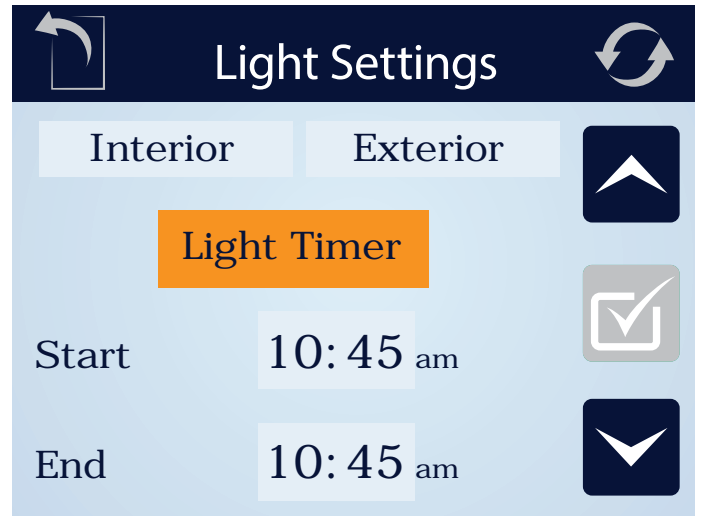 Light Settings
Interior Exterior
Light Timer
Start 10:45 am
End 10:45 am